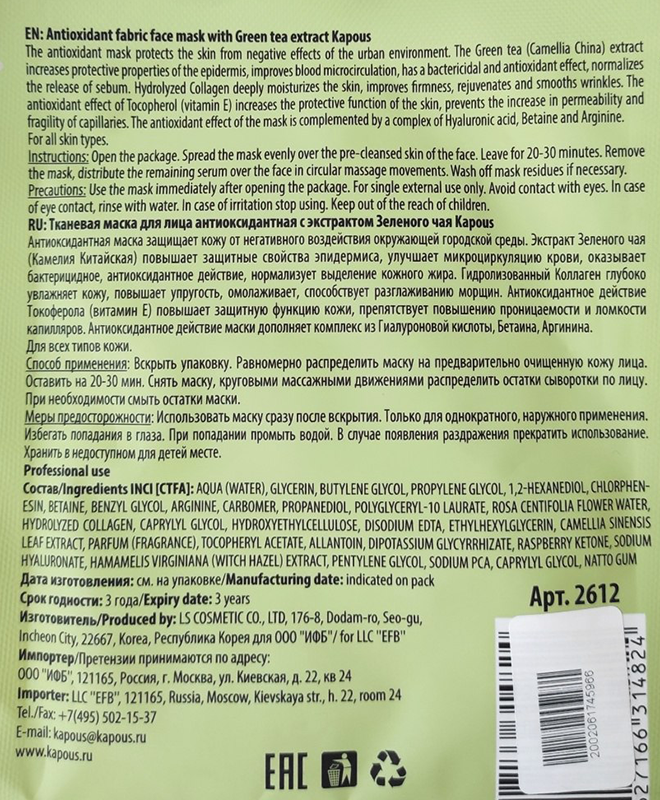 EN: Antioxidant fabric face mask with Green tea extract Kapous
The antioxidant mask protects the skin from negative effects of the urban environment. The Green tea (Camellia China) extract
increases protective properties of the epidermis, improves blood microcirculation, has a bactericidal and antioxidant effect, normalizes
the release of sebum. Hydrolyzed Collagen deeply moisturizes the skin, improves firmness, rejuvenates and smooths wrinkles. The
antioxidant effect of Tocopherol (vitamin E) increases the protective function of the skin, prevents the increase in permeability and
fragility of capillaries. The antioxidant effect of the mask is complemented by a complex of Hyaluronic acid, Betaine and Arginine.
For all skin types.
Instructions: Open the package. Spread the mask evenly over the pre-cleansed skin of the face. Leave for 20-30 minutes. Remove
the mask, distribute the remaining serum over the face in circular massage movements. Wash off mask residues if necessary.
Precautions: Use the mask immediately after opening the package. For single external use only. Avoid contact with eyes. In case
of eye contact, rinse with water. In case of irritation stop using. Keep out of the reach of children.
RU: Тканевая маска для лица антиоксидантная с экстрактом Зеленого чая Kapous
Антиоксидантная маска защищает кожу от негативного воздействия окружающей городской среды. Экстракт Зеленого чая
(Камелия Китайская) повышает защитные свойства эпидермиса, улучшает микроциркуляцию крови, оказывает
бактерицидное, антиоксидантное действие, нормализует выделение кожного жира. Гидролизованный Коллаген глубоко
увлажняет кожу, повышает упругость, омолаживает, способствует разглаживанию морщин. Антиоксидантное действие
Токоферола (витамин Е) повышает защитную функцию кожи, препятствует повышению проницаемости и ломкости
капилляров. Антиоксидантное действие маски дополняет комплекс из Гиалуроновой кислоты, Бетаина, Аргинина.
Для всех типов кожи.
Способ применения: Вскрыть упаковку. Равномерно распределить маску на предварительно очищенную кожу лица.
Оставить на 20-30 мин. Снять маску, круговыми массажными движениями распределить остатки сыворотки по лицу.
При необходимости смыть остатки маски.
Меры предосторожности: Использовать маску сразу после вскрытия. Только для однократного, наружного применения.
Избегать попадания в глаза. При попадании промыть водой. В случае появления раздражения прекратить использование.
Хранить в недоступном для детей месте.
Professional use
Состав/Ingredients INCI [CTFA]: AQUA (WATER), GLYCERIN, BUTYLENE GLYCOL, PROPYLENE GLYCOL, 1,2-HEXANEDIOL, CHLORPHEN-
ESIN, BETAINE, BENZYL GLYCOL, ARGININE, CARBOMER, PROPANEDIOL, POLYGLYCERYL-10 LAURATE, ROSA CENTIFOLIA FLOWER WATER,
HYDROLYZED COLLAGEN, CAPRYLYL GLYCOL, HYDROXYETHYLCELLULOSE, DISODIUM EDTA, ETHYLHEXYLGLYCERIN, CAMELLIA SINENSIS
LEAF EXTRACT, PARFUM (FRAGRANCE), TOCOPHERYL ACETATE, ALLANTOIN, DIPOTASSIUM GLYCYRRHIZATE, RASPBERRY KETONE, SODIUM
HYALURONATE, HAMAMELIS VIRGINIANA (WITCH HAZEL) EXTRACT, PENTYLENE GLYCOL, SODIUM PCA, CAPRYLYL GLYCOL, NATTO GUM
Дата изготовления: см. на упаковке/Manufacturing date: indicated on pack
Срок годности: 3 года/Expiry date: 3 years
Арт. 2612
Изготовитель/Produced by: LS COSMETIC CO., LTD, 176-8, Dodam-ro, Seo-gu,
Incheon City, 22667, Korea, Республика Корея для ООО "ИФБ"/ for LLC "EFB"
Импортер/Претензии принимаются по адресу:
ООО "ИФБ", 121165, Россия, г. Москва, ул. Киевская, д. 22, кв 24
Importer: LLC "EFB", 121165, Russia, Moscow, Kievskaya str., h. 22, room 24
Tel./Fax: +7(495) 502-15-37
E-mail: kapous@kapous.ru
www.kapous.ru
EAC
2002061745966
27166"314824"